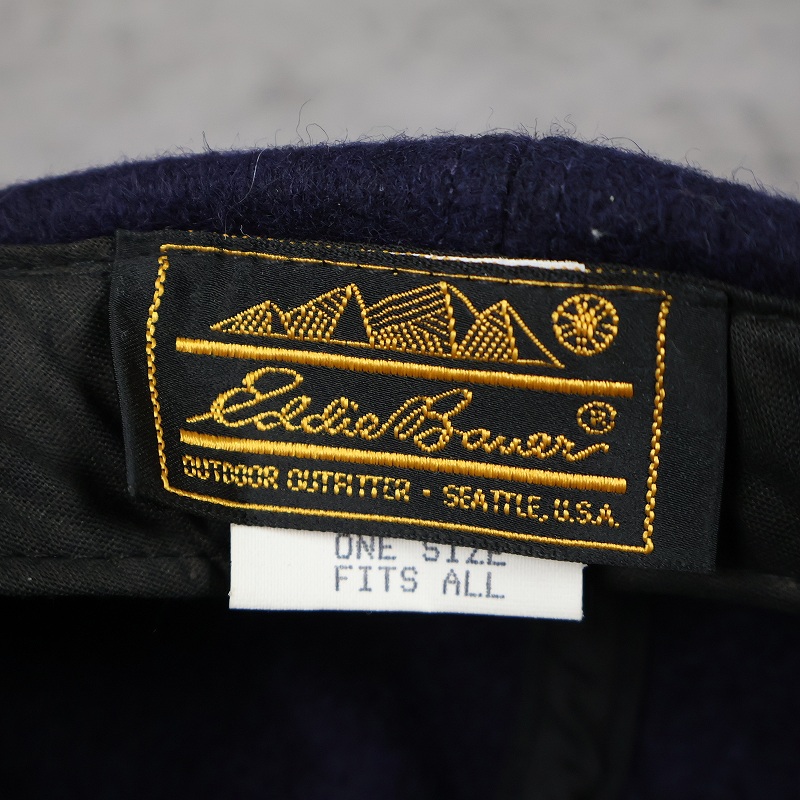 Eddie Bauer ®
OUTDOOR OUTFITTER · SEATTLE, U.S.A.
ONE SIZE
FITS ALL